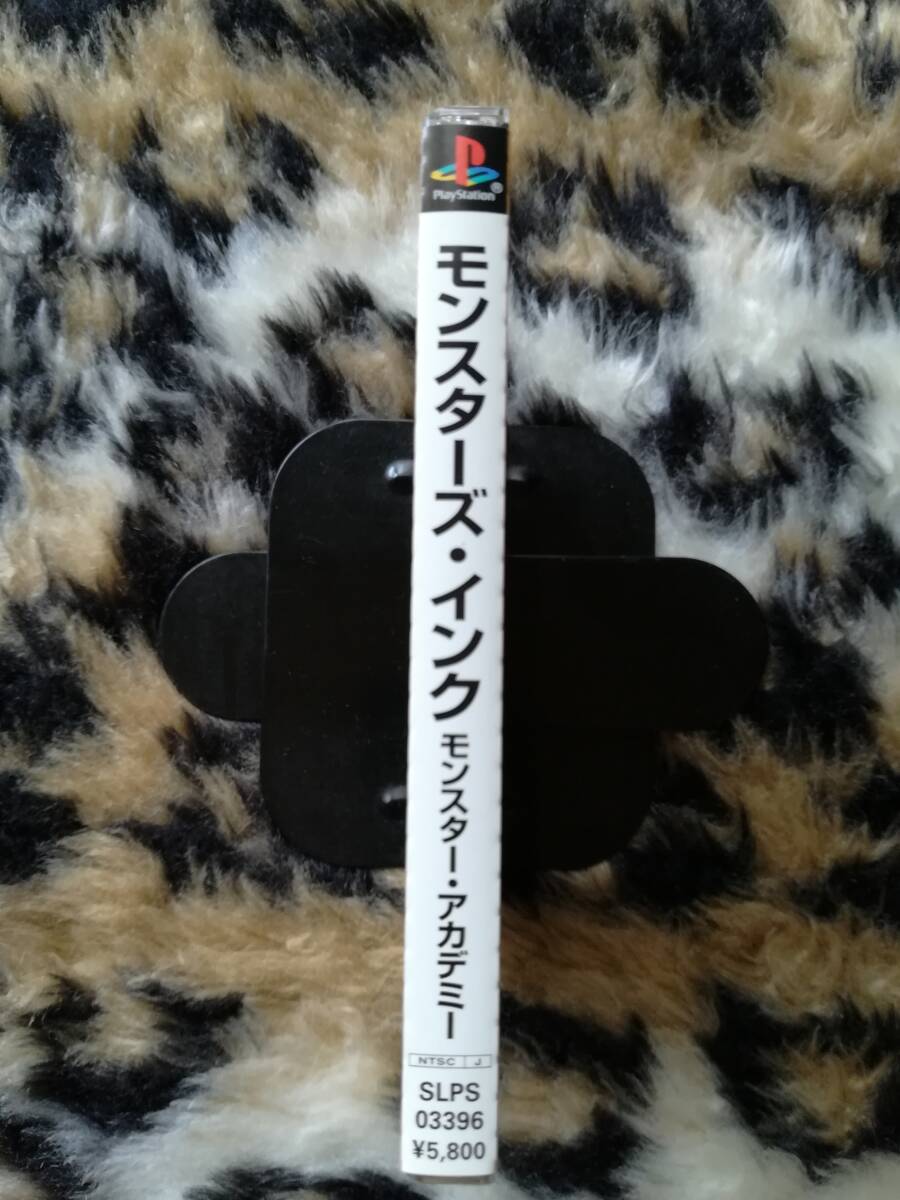 PlayStation®
モンスターズ・インク
モンスター・アカデミー
NTSC J
SLPS
03396
¥5,800